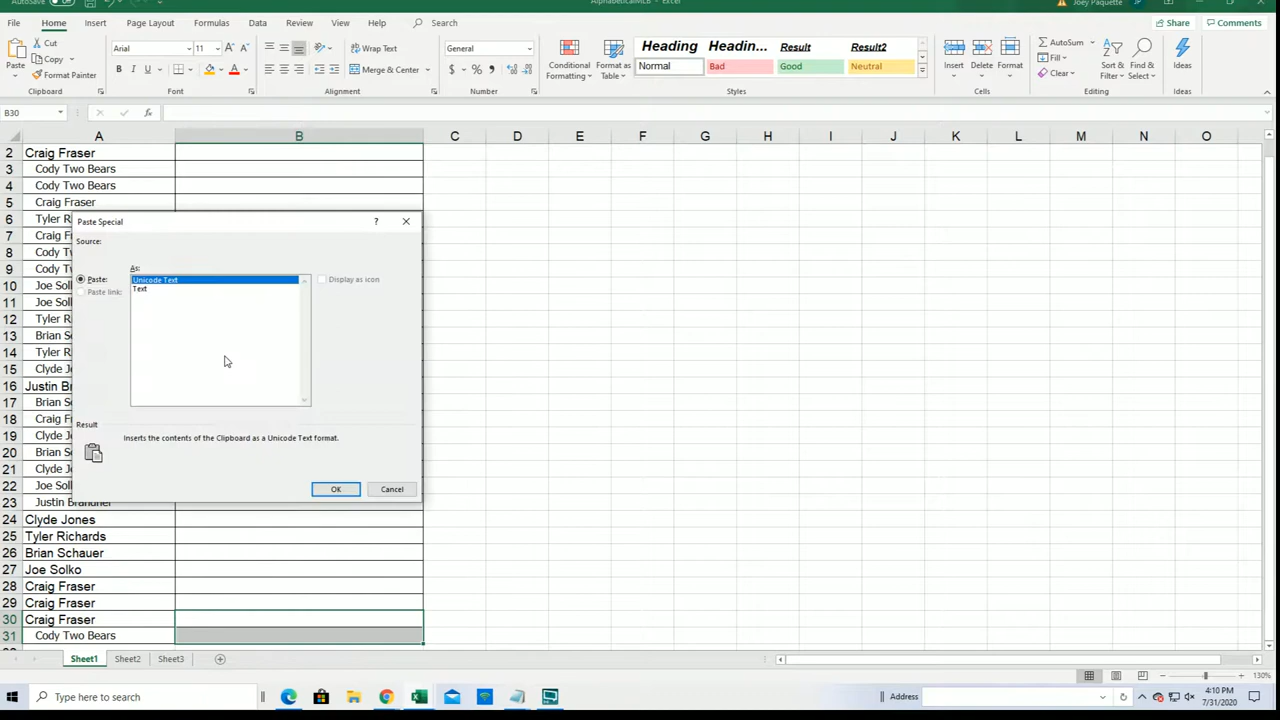 AutoSave Off AlphabeticalMLB - Excel Joey Paquette JP
File Home Insert Page Layout Formulas Data Review View Help Search Share Comments
Paste Cut Copy Format Painter Clipboard
Arial 11 A A B I U A Font
Wrap Text Merge & Center Alignment
General $ % , Number
Conditional Formatting Format as Table
Heading Headin... Result Result2
Normal Bad Good Neutral
Styles
Insert Delete Format Cells
AutoSum Fill Clear Sort & Filter Find & Select Editing
Ideas Ideas
B30 fx
A B C D E F G H I J K L M N O
2 Craig Fraser
3 Cody Two Bears
4 Cody Two Bears
5 Craig Fraser
6 Tyler R
7 Craig F
8 Cody T
9 Cody T
10 Joe Sol
11 Joe Sol
12 Tyler R
13 Brian S
14 Tyler R
15 Clyde J
16 Justin B
17 Brian S
18 Craig F
19 Clyde J
20 Brian S
21 Clyde J
22 Joe Sol
23 Justin Brandner
24 Clyde Jones
25 Tyler Richards
26 Brian Schauer
27 Joe Solko
28 Craig Fraser
29 Craig Fraser
30 Craig Fraser
31 Cody Two Bears
Paste Special ?
Source:
As:
Paste: Unicode Text Display as icon
Paste link: Text
Result
Inserts the contents of the Clipboard as a Unicode Text format.
OK Cancel
Sheet1 Sheet2 Sheet3
130%
Type here to search Address 4:10 PM
7/31/2020